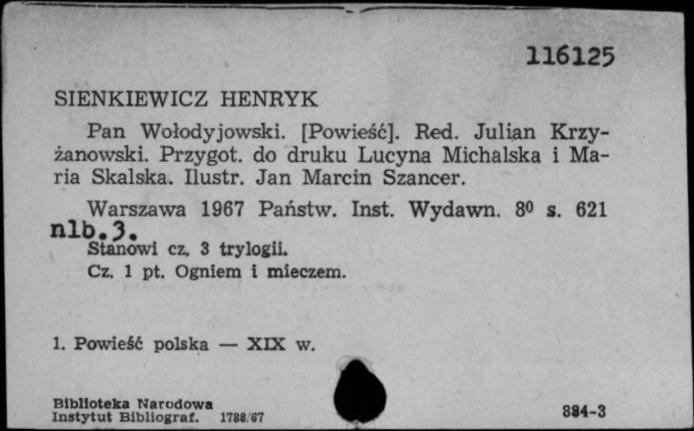 116125
SIENKIEWICZ HENRYK
Pan Wołodyjowski. [Powieść]. Red. Julian Krzy-
żanowski. Przygot. do druku Lucyna Michalska i Ma-
ria Skalska. Ilustr. Jan Marcin Szancer.
Warszawa 1967 Państw. Inst. Wydawn. 8⁰ s. 621
nlb.3.
Stanowi cz. 3 trylogii.
Cz. 1 pt. Ogniem i mieczem.
1. Powieść polska — XIX w.
Biblioteka Narodowa
Instytut Bibliograf. 1788/67
884-3